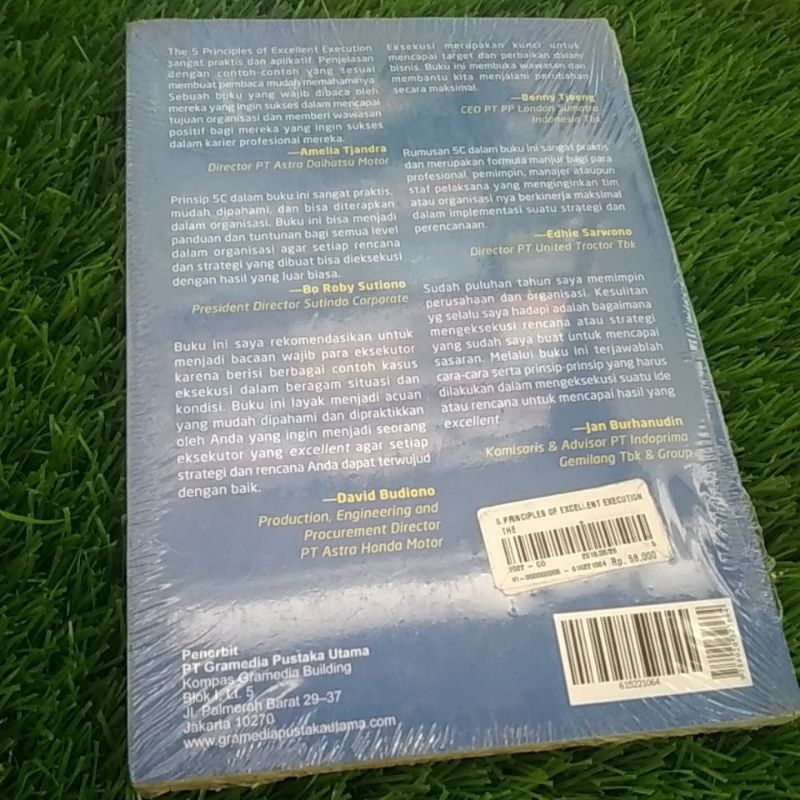 The 5 Principles of Excellent Execution
sangat praktis dan aplikatif. Penjelasan
dengan contoh-contoh yang sesuai
membuat pembaca mudah memahaminya.
Sebuah buku yang wajib dibaca oleh
mereka yang ingin sukses dalam mencapai
tujuan organisasi dan memberi wawasan
positif bagi mereka yang ingin sukses
dalam karier profesional mereka.
—Amelia Tjandra
Director PT Astra Daihatsu Motor
Prinsip 5C dalam buku ini sangat praktis,
mudah dipahami, dan bisa diterapkan
dalam organisasi. Buku ini bisa menjadi
panduan dan tuntunan bagi semua level
dalam organisasi agar setiap rencana
dan strategi yang dibuat bisa dieksekusi
dengan hasil yang luar biasa.
—Bo Roby Sutiono
President Director Sutindo Corporate
Buku ini saya rekomendasikan untuk
menjadi bacaan wajib para eksekutor
karena berisi berbagai contoh kasus
eksekusi dalam beragam situasi dan
kondisi. Buku ini layak menjadi acuan
yang mudah dipahami dan dipraktikkan
oleh Anda yang ingin menjadi seorang
eksekutor yang excellent agar setiap
strategi dan rencana Anda dapat terwujud
dengan baik.
—David Budiono
Production, Engineering and
Procurement Director
PT Astra Honda Motor
Eksekusi merupakan kunci untuk
mencapai target dan perbaikan dalam
bisnis. Buku ini membuka wawasan dan
membantu kita menjalani perubahan
secara maksimal.
—Benny Tjoeng
CEO PT PP London Sumatra
Indonesia Tbk
Rumusan 5C dalam buku ini sangat praktis
dan merupakan formula manjur bagi para
profesional, pemimpin, manajer ataupun
staf pelaksana yang menginginkan tim
atau organisasi nya berkinerja maksimal
dalam implementasi suatu strategi dan
perencanaan.
—Edhie Sarwono
Director PT United Tractor Tbk
Sudah puluhan tahun saya memimpin
perusahaan dan organisasi. Kesulitan
yg selalu saya hadapi adalah bagaimana
mengeksekusi rencana atau strategi
yang sudah saya buat untuk mencapai
sasaran. Melalui buku ini terjawablah
cara-cara serta prinsip-prinsip yang harus
dilakukan dalam mengeksekusi suatu ide
atau rencana untuk mencapai hasil yang
excellent
—Jan Burhanudin
Komisaris & Advisor PT Indoprima
Gemilang Tbk & Group
5 PRINCIPLES OF EXCELLENT EXECUTION
THE
Rp. 58,000
615221064
Penerbit
PT Gramedia Pustaka Utama
Kompas Gramedia Building
Blok I, Lt. 5
Jl. Palmerah Barat 29–37
Jakarta 10270
www.gramediapustakautama.com